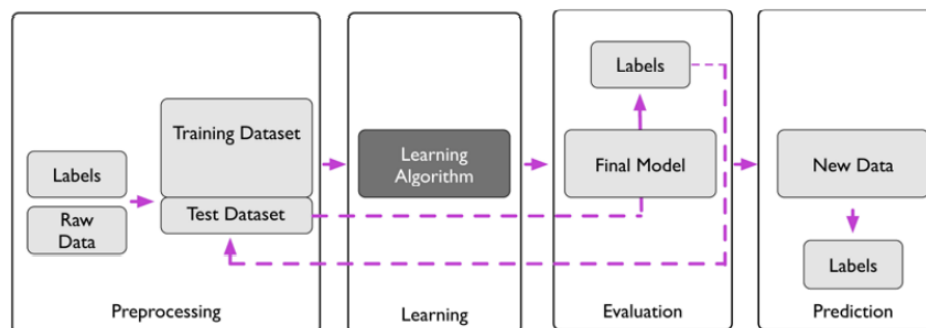 Labels
Raw
Data
Training Dataset
Test Dataset
Preprocessing
Learning
Algorithm
Learning
Labels
Final Model
Evaluation
New Data
Labels
Prediction